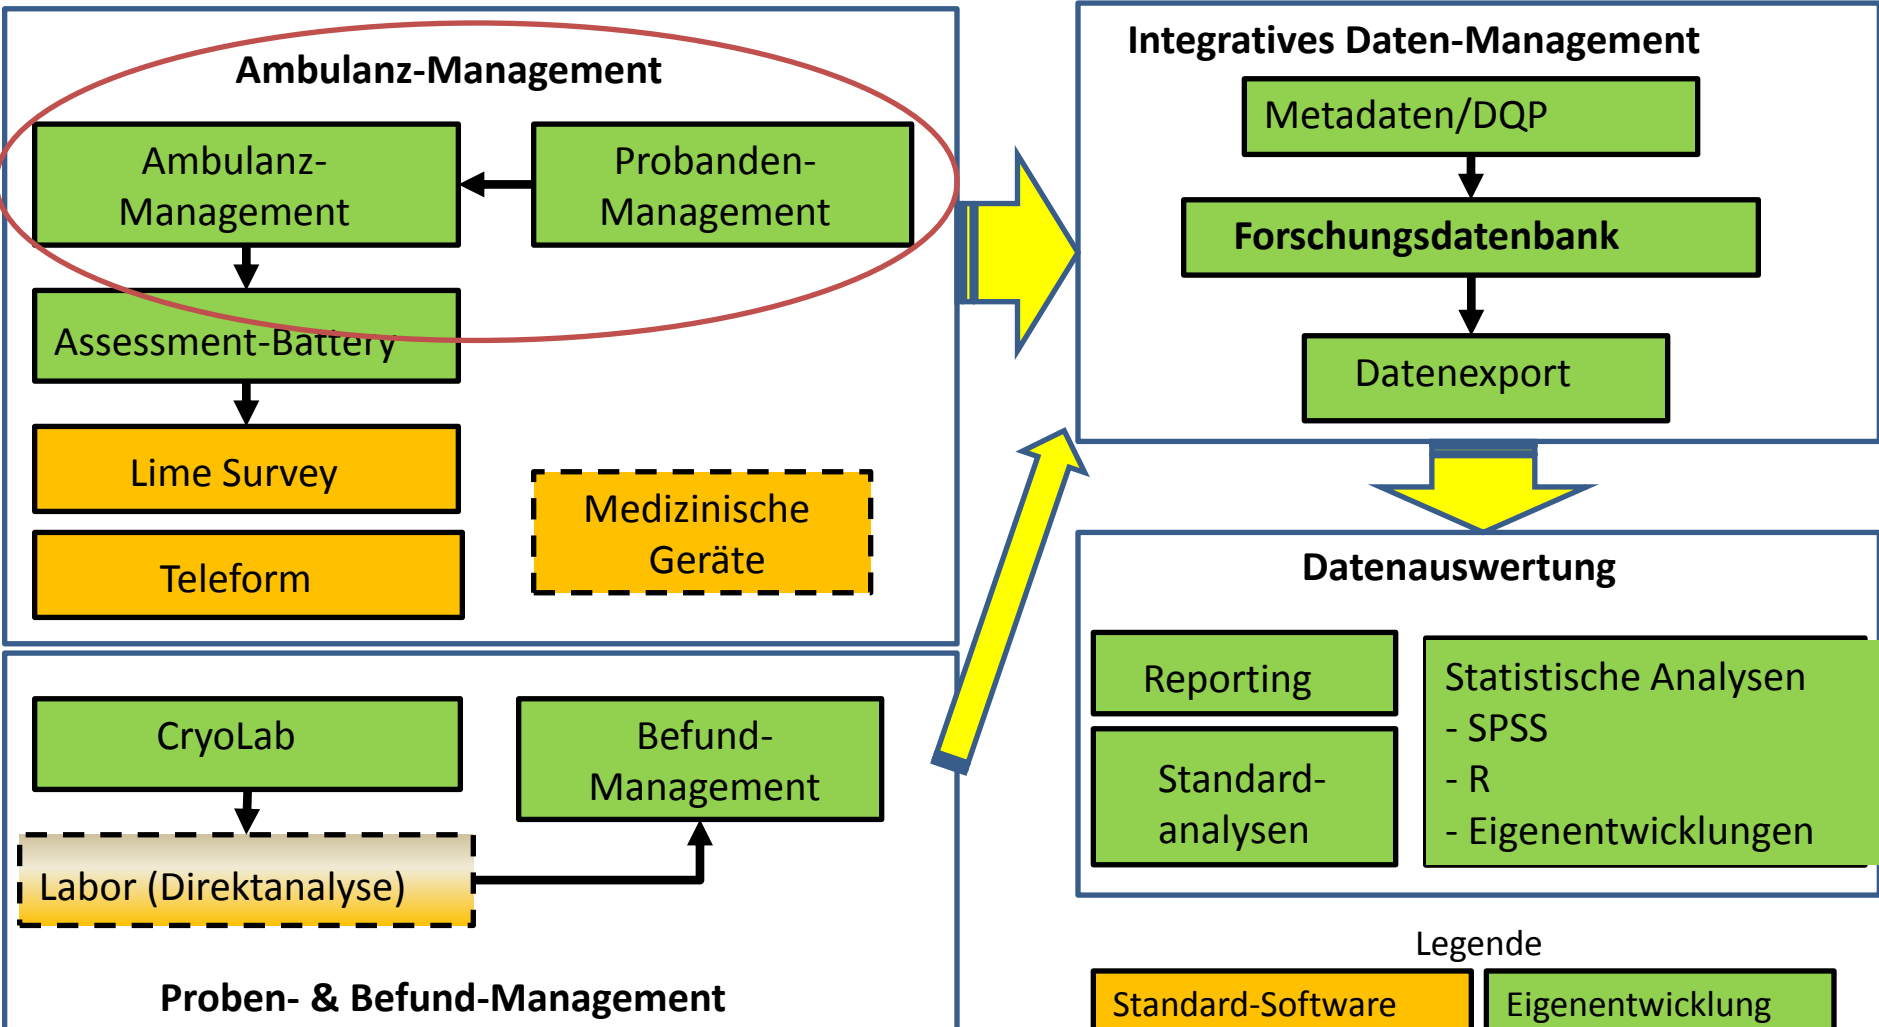 Ambulanz-Management
Ambulanz-
Management
Probanden-
Management
Assessment-Battery
Lime Survey
Teleform
Medizinische
Geräte
CryoLab
Befund-
Management
Labor (Direktanalyse)
Proben- & Befund-Management
Integratives Daten-Management
Metadaten/DQP
Forschungsdatenbank
Datenexport
Datenauswertung
Reporting
Standard-
analysen
Statistische Analysen
- SPSS
- R
- Eigenentwicklungen
Legende
Standard-Software
Eigenentwicklung